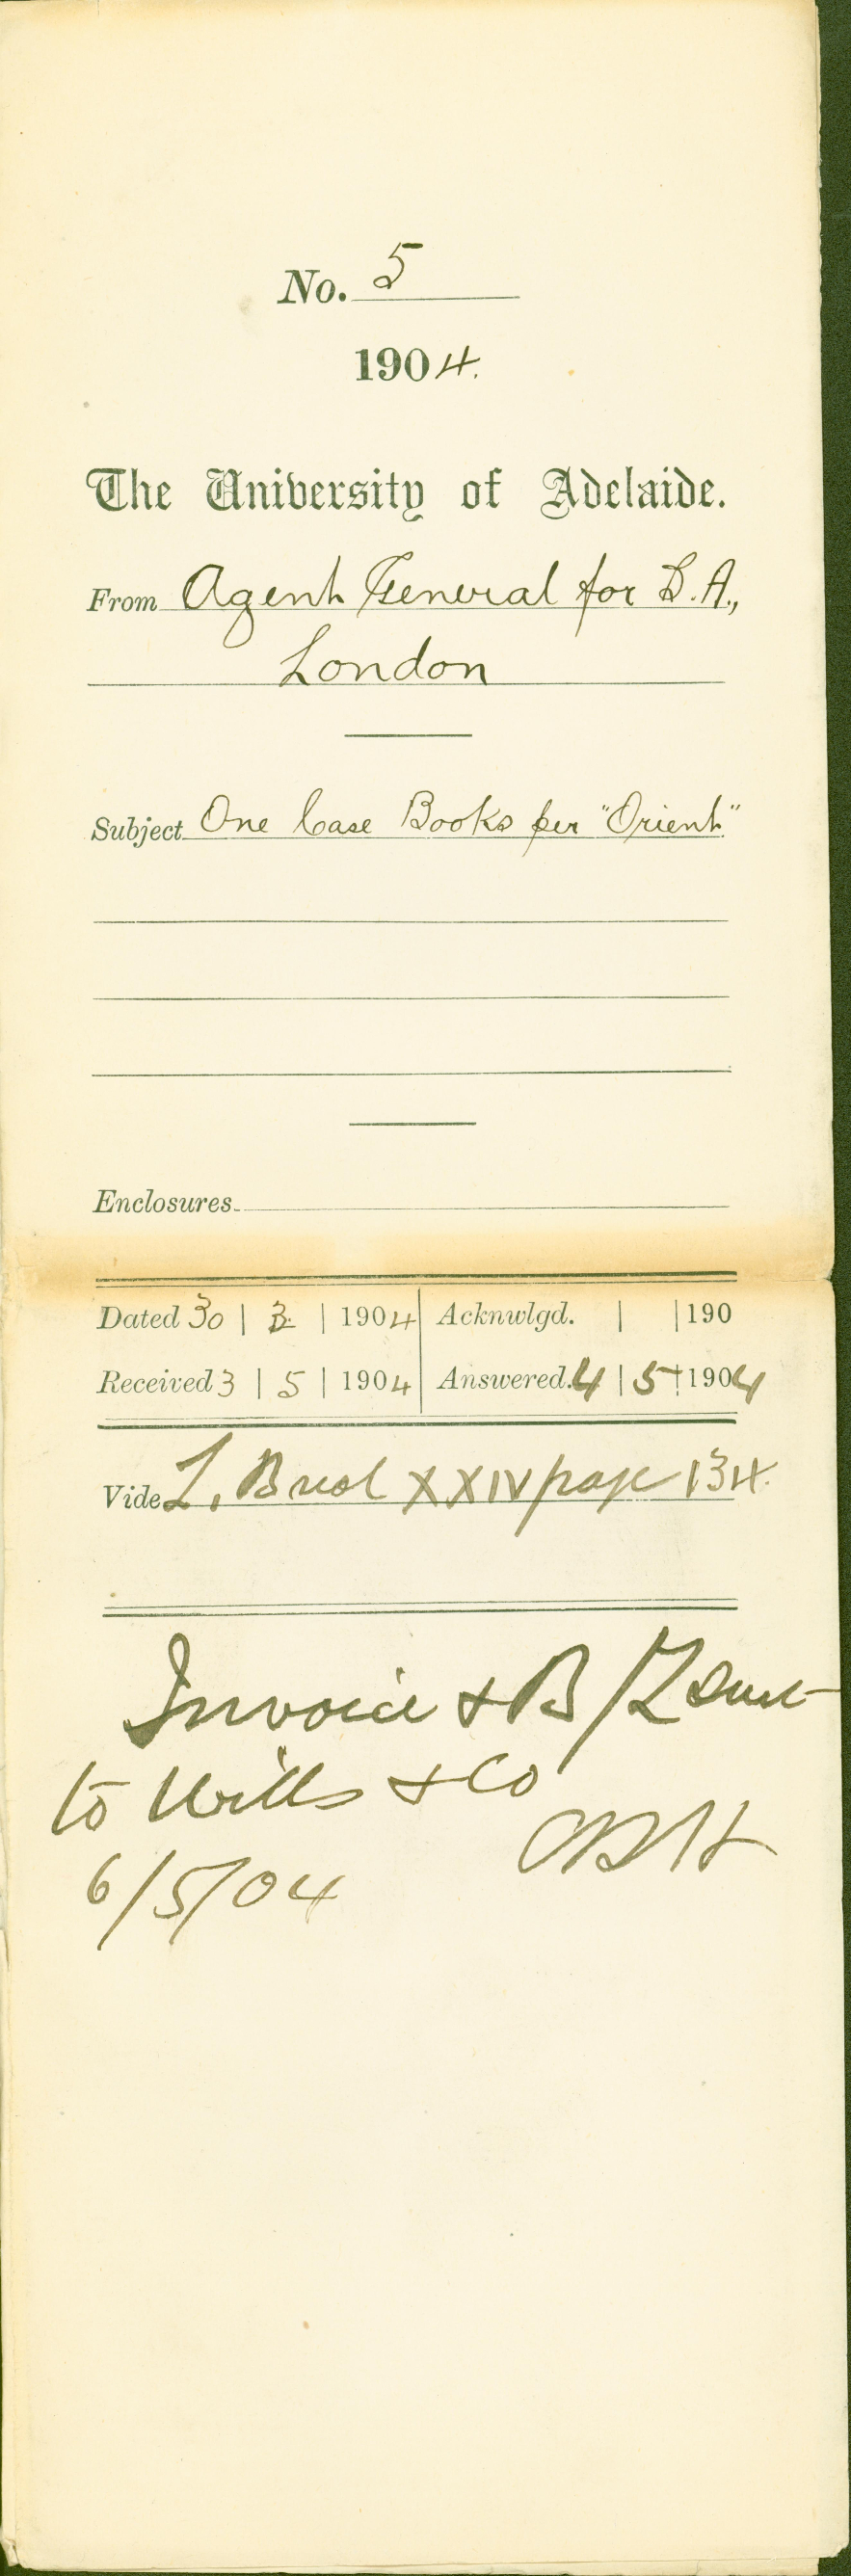 No. 5
1904.
The University of Adelaide.
From Agent General for S.A.,
London
Subject One Case Books per "Orient"
Enclosures
Dated 30 | 3 | 1904 Acknwlgd. | | 190
Received 3 | 5 | 1904 Answered. 4 | 5 | 1904
Vide L. Book XXIV page 134.
Invoice & B/L sent
to Wills & Co
6/5/04